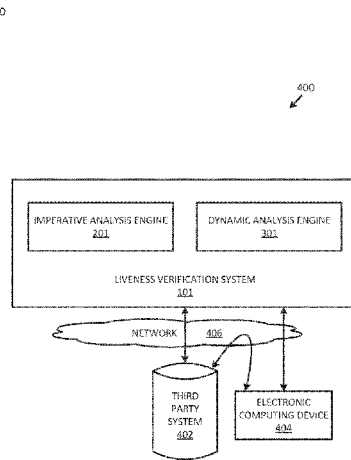 0
400
IMPERATIVE ANALYSIS ENGINE
201
DYNAMIC ANALYSIS ENGINE
301
LIVENESS VERIFICATION SYSTEM
101
NETWORK 406
THIRD
PARTY
SYSTEM
402
ELECTRONIC
COMPUTING DEVICE
404